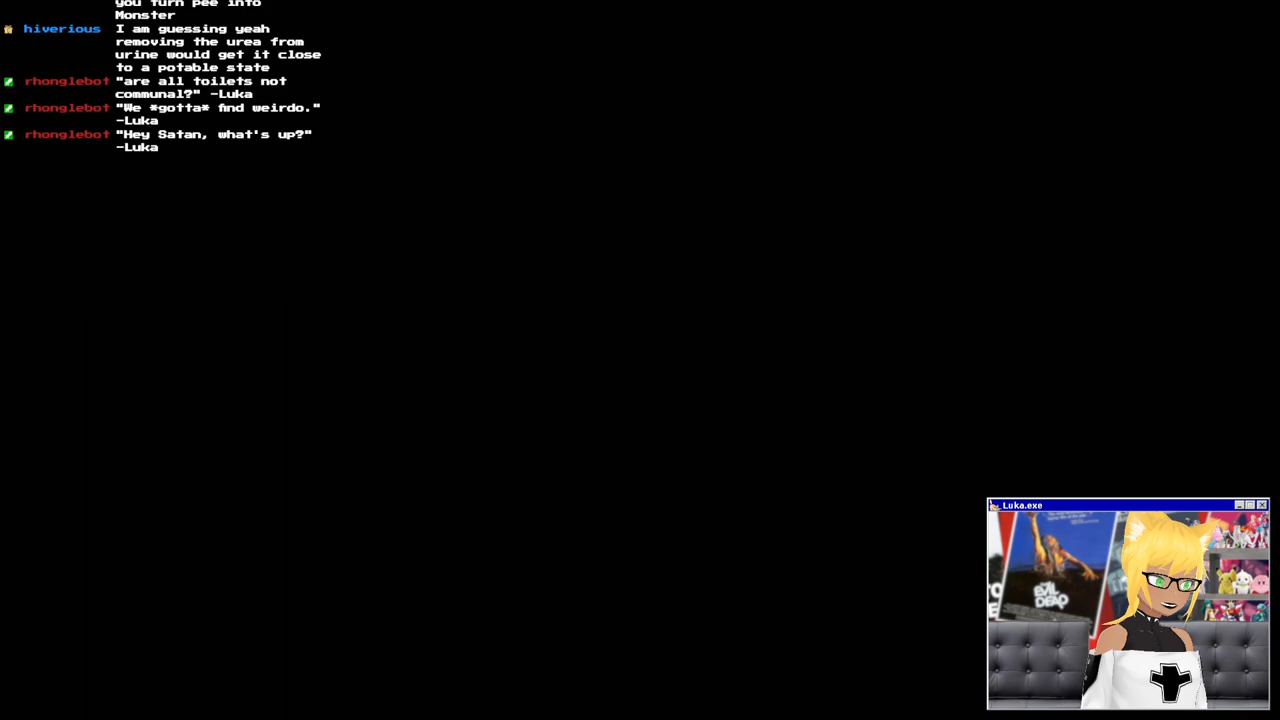 you turn pee into
Monster
hiverious I am guessing yeah
removing the urea from
urine would get it close
to a potable state
rhonglebot "are all toilets not
communal?" -Luka
rhonglebot "We *gotta* find weirdo."
-Luka
rhonglebot "Hey Satan, what's up?"
-Luka
Luka.exe
THE
EVIL
DEAD